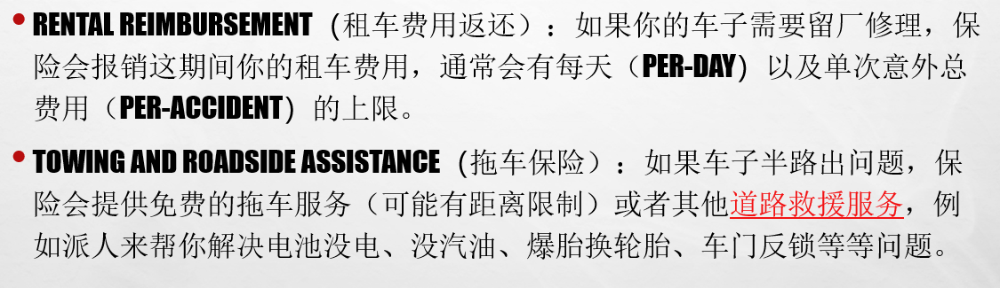 • RENTAL REIMBURSEMENT （租车费用返还）：如果你的车子需要留厂修理，保
险会报销这期间你的租车费用，通常会有每天（PER-DAY）以及单次意外总
费用（PER-ACCIDENT）的上限。
• TOWING AND ROADSIDE ASSISTANCE （拖车保险）：如果车子半路出问题，保
险会提供免费的拖车服务（可能有距离限制）或者其他道路救援服务，例
如派人来帮你解决电池没电、没汽油、爆胎换轮胎、车门反锁等等问题。